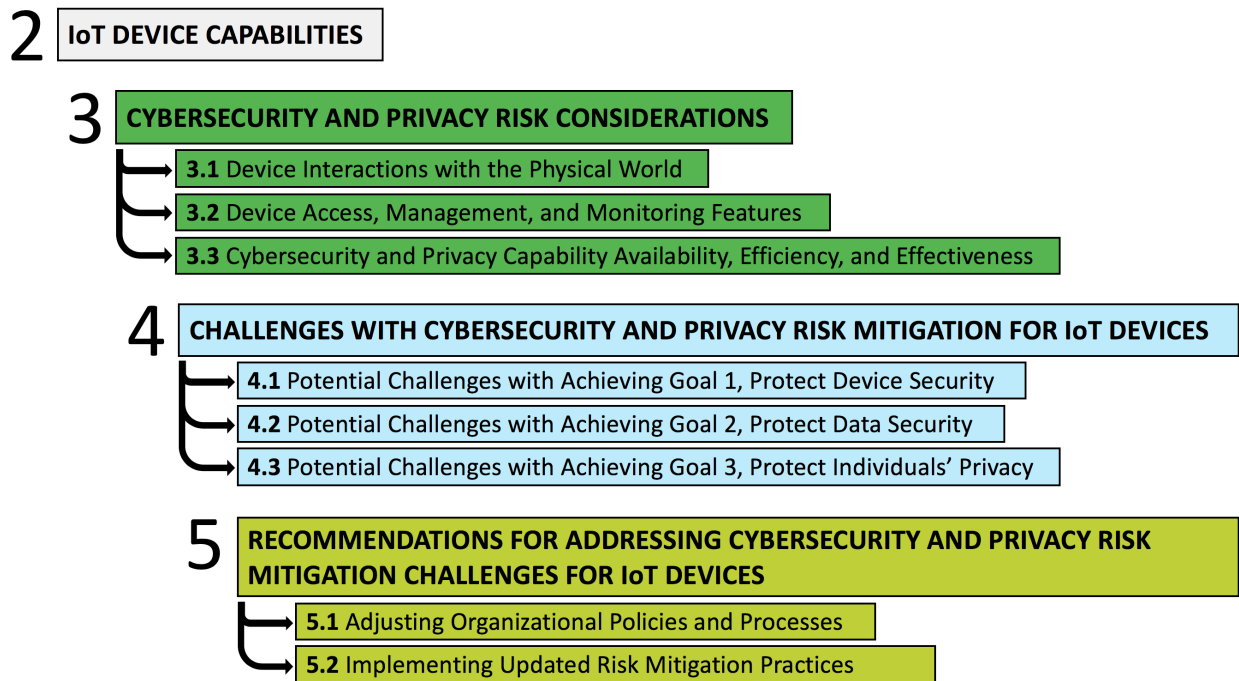 2 IoT DEVICE CAPABILITIES
3 CYBERSECURITY AND PRIVACY RISK CONSIDERATIONS
3.1 Device Interactions with the Physical World
3.2 Device Access, Management, and Monitoring Features
3.3 Cybersecurity and Privacy Capability Availability, Efficiency, and Effectiveness
4 CHALLENGES WITH CYBERSECURITY AND PRIVACY RISK MITIGATION FOR IoT DEVICES
4.1 Potential Challenges with Achieving Goal 1, Protect Device Security
4.2 Potential Challenges with Achieving Goal 2, Protect Data Security
4.3 Potential Challenges with Achieving Goal 3, Protect Individuals’ Privacy
5 RECOMMENDATIONS FOR ADDRESSING CYBERSECURITY AND PRIVACY RISK
MITIGATION CHALLENGES FOR IoT DEVICES
5.1 Adjusting Organizational Policies and Processes
5.2 Implementing Updated Risk Mitigation Practices